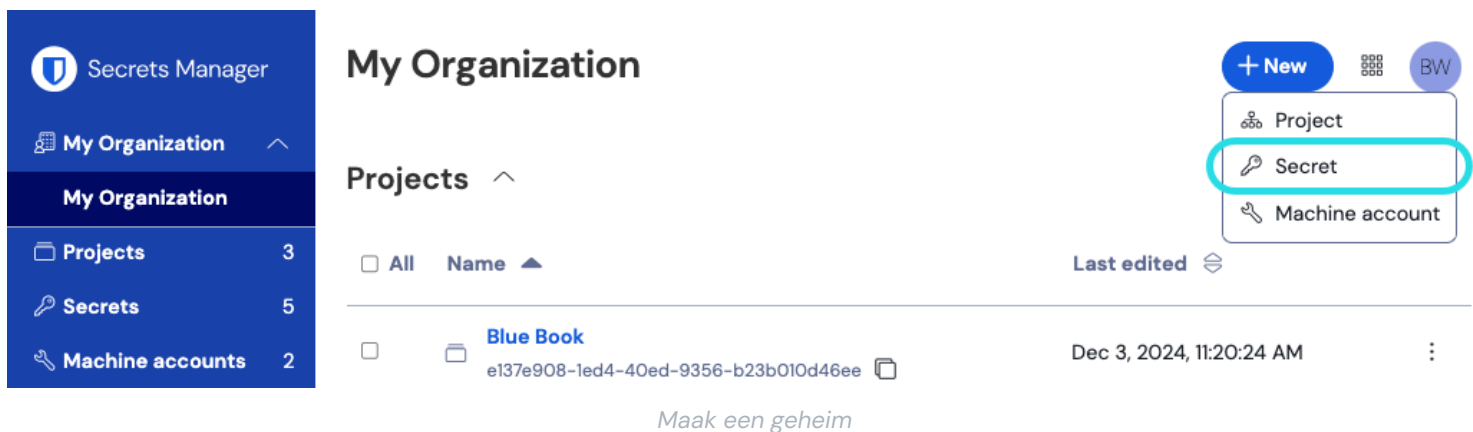 Secrets Manager
My Organization
My Organization
Projects 3
Secrets 5
Machine accounts 2
My Organization
+ New
BW
Project
Secret
Machine account
Projects
All Name Last edited
Blue Book
e137e908-1ed4-40ed-9356-b23b010d46ee
Dec 3, 2024, 11:20:24 AM
Maak een geheim